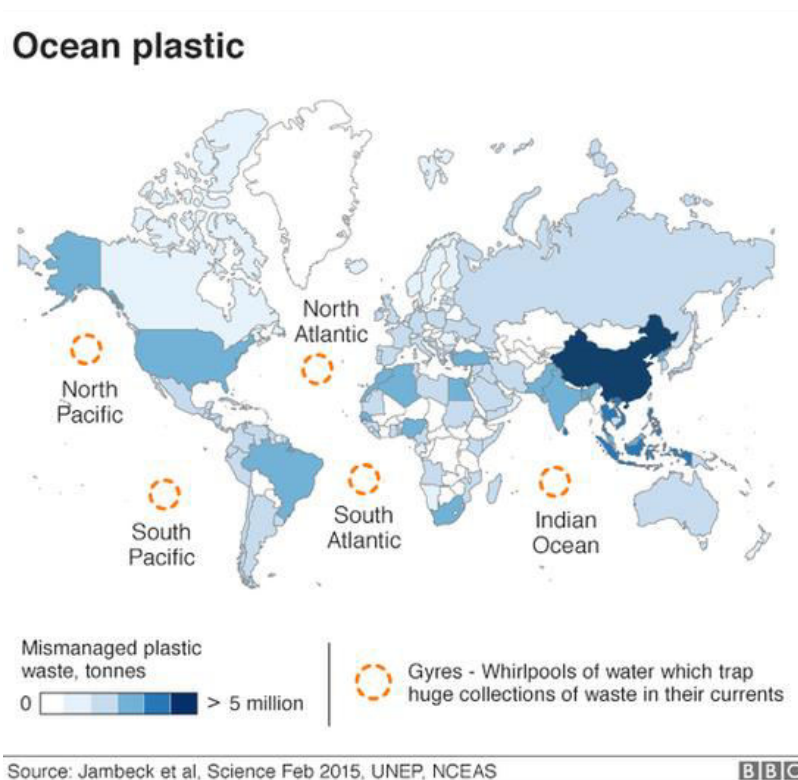 Ocean plastic
North
Atlantic
North
Pacific
South
Pacific
South
Atlantic
Indian
Ocean
Mismanaged plastic
waste, tonnes
0 > 5 million
Gyres - Whirlpools of water which trap
huge collections of waste in their currents
Source: Jambeck et al, Science Feb 2015, UNEP, NCEAS
BBC